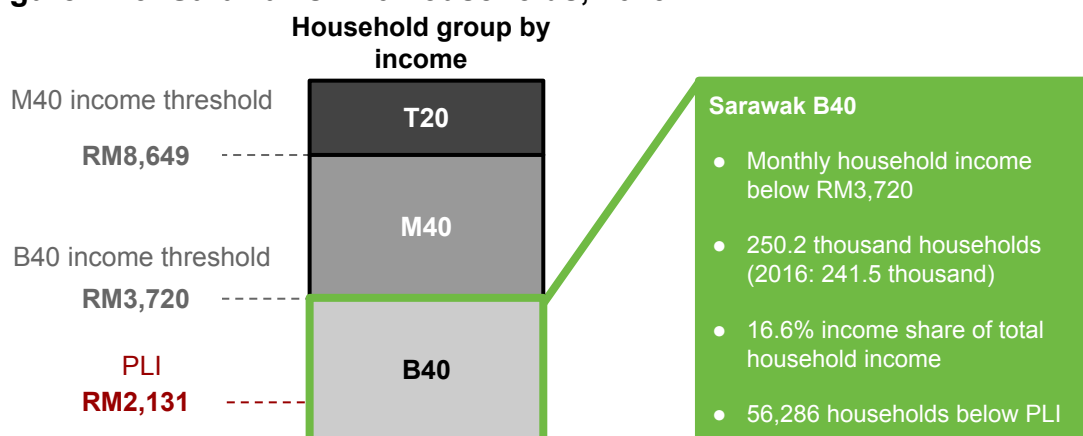 Household group by
income
M40 income threshold
RM8,649
B40 income threshold
RM3,720
PLI
RM2,131
T20
M40
B40
Sarawak B40
● Monthly household income
below RM3,720
● 250.2 thousand households
(2016: 241.5 thousand)
● 16.6% income share of total
household income
● 56,286 households below PLI